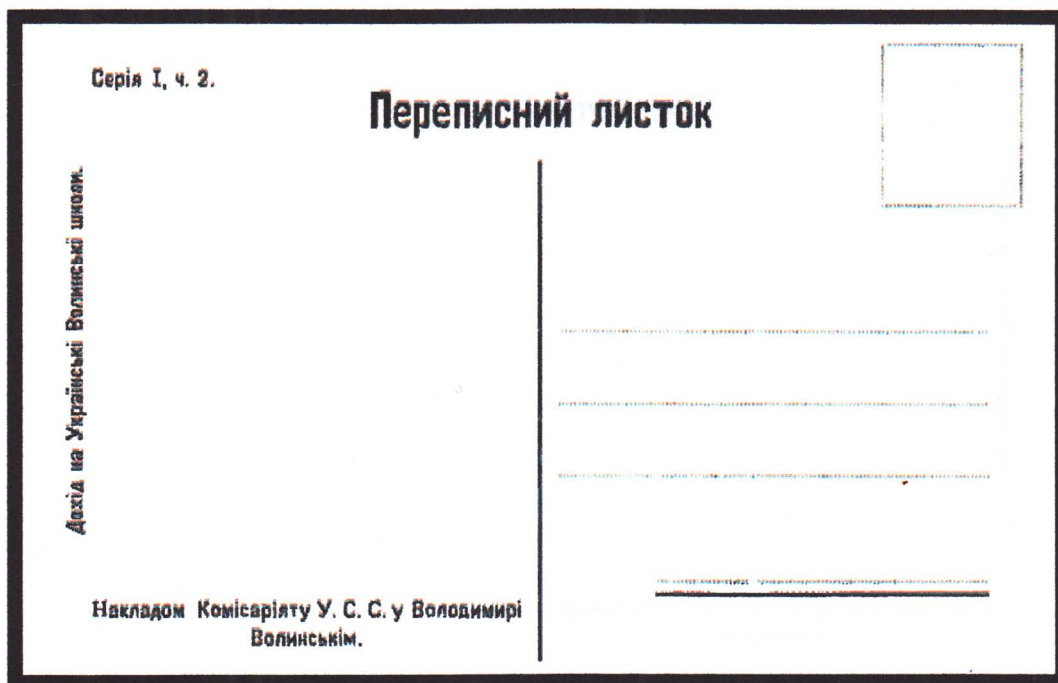 Серія I, ч. 2.
Переписний листок
Дохід на Українські Волинські школи.
Накладом Комісаріяту У. С. С. у Володимирі
Волинськім.